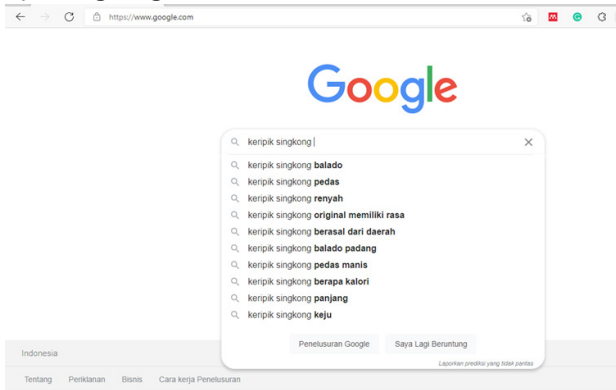 https://www.google.com
Google
keripik singkong
keripik singkong balado
keripik singkong pedas
keripik singkong renyah
keripik singkong original memiliki rasa
keripik singkong berasal dari daerah
keripik singkong balado padang
keripik singkong pedas manis
keripik singkong berapa kalori
keripik singkong panjang
keripik singkong keju
Penelusuran Google Saya Lagi Beruntung
Laporkan prediksi yang tidak pantas
Indonesia
Tentang Periklanan Bisnis Cara kerja Penelusuran